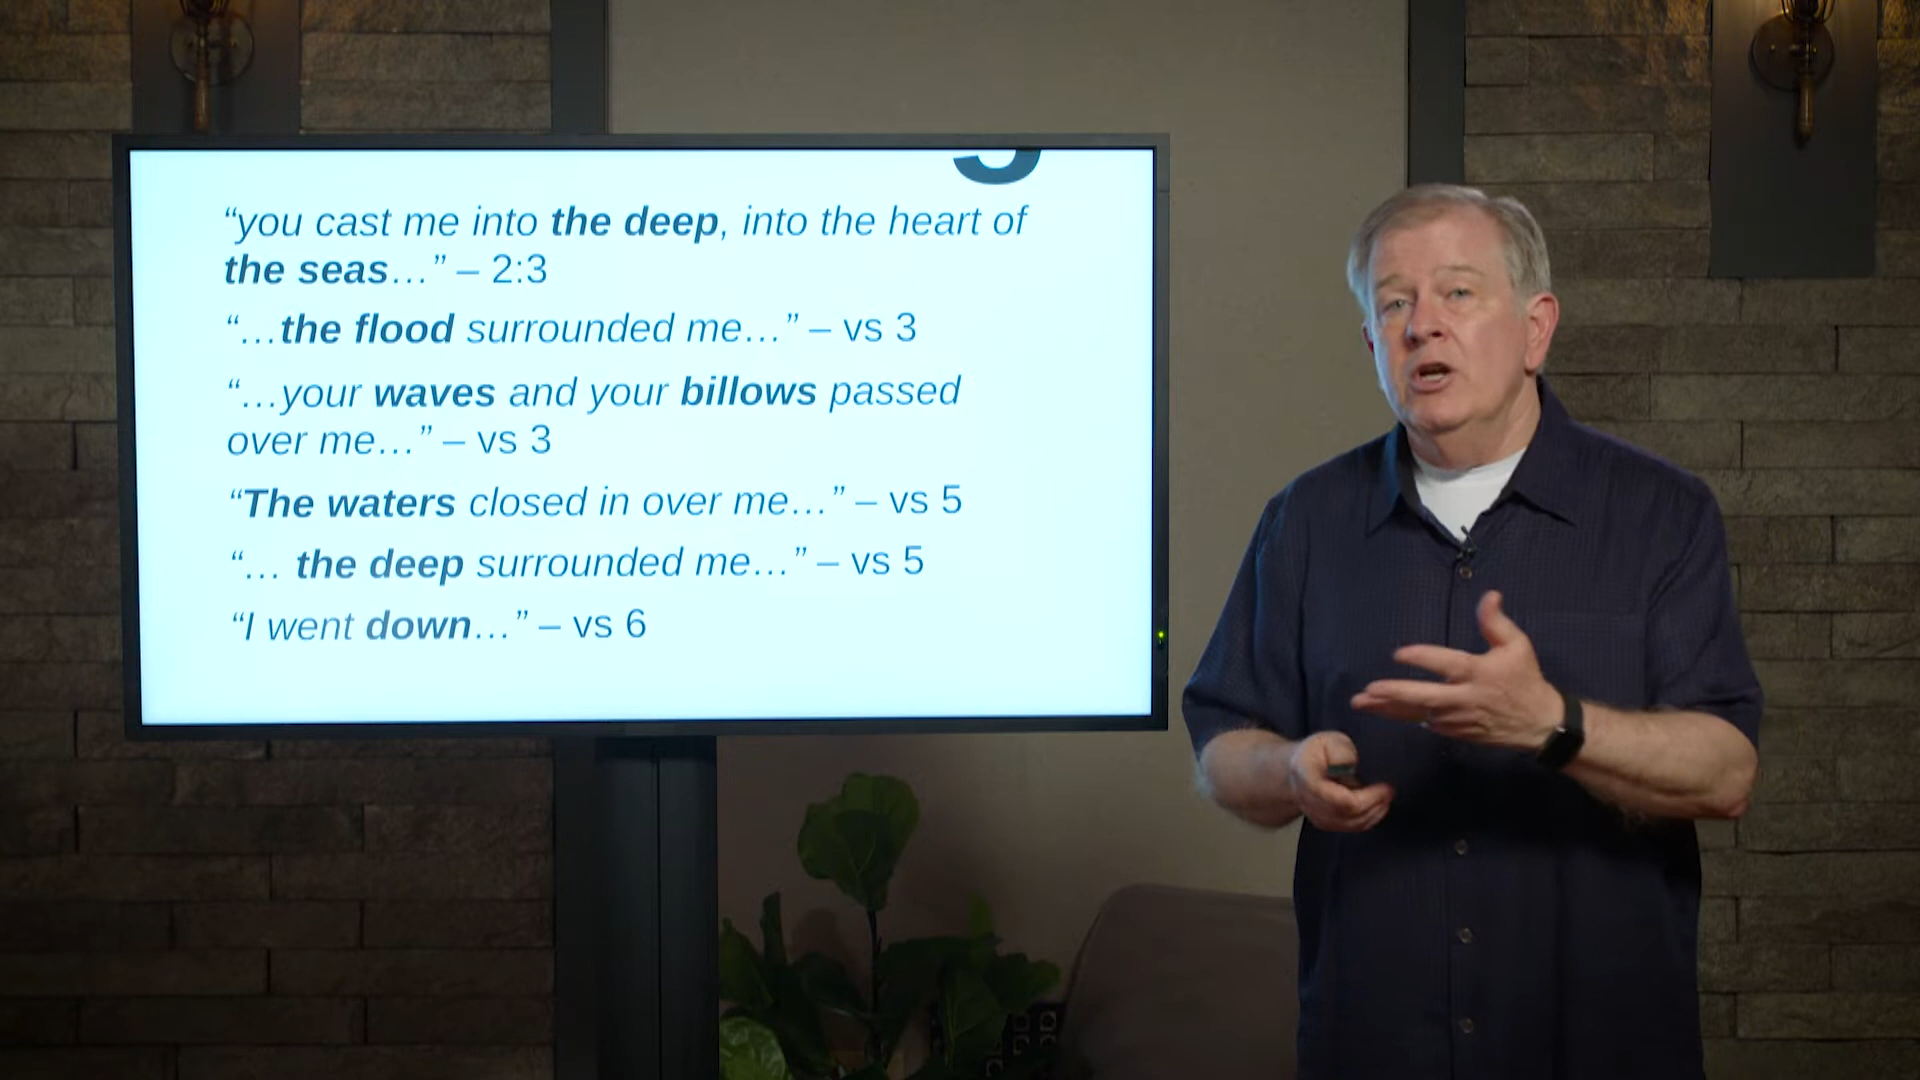 “you cast me into the deep, into the heart of
the seas…” – 2:3
“…the flood surrounded me…” – vs 3
“…your waves and your billows passed
over me…” – vs 3
“The waters closed in over me…” – vs 5
“… the deep surrounded me…” – vs 5
“I went down…” – vs 6